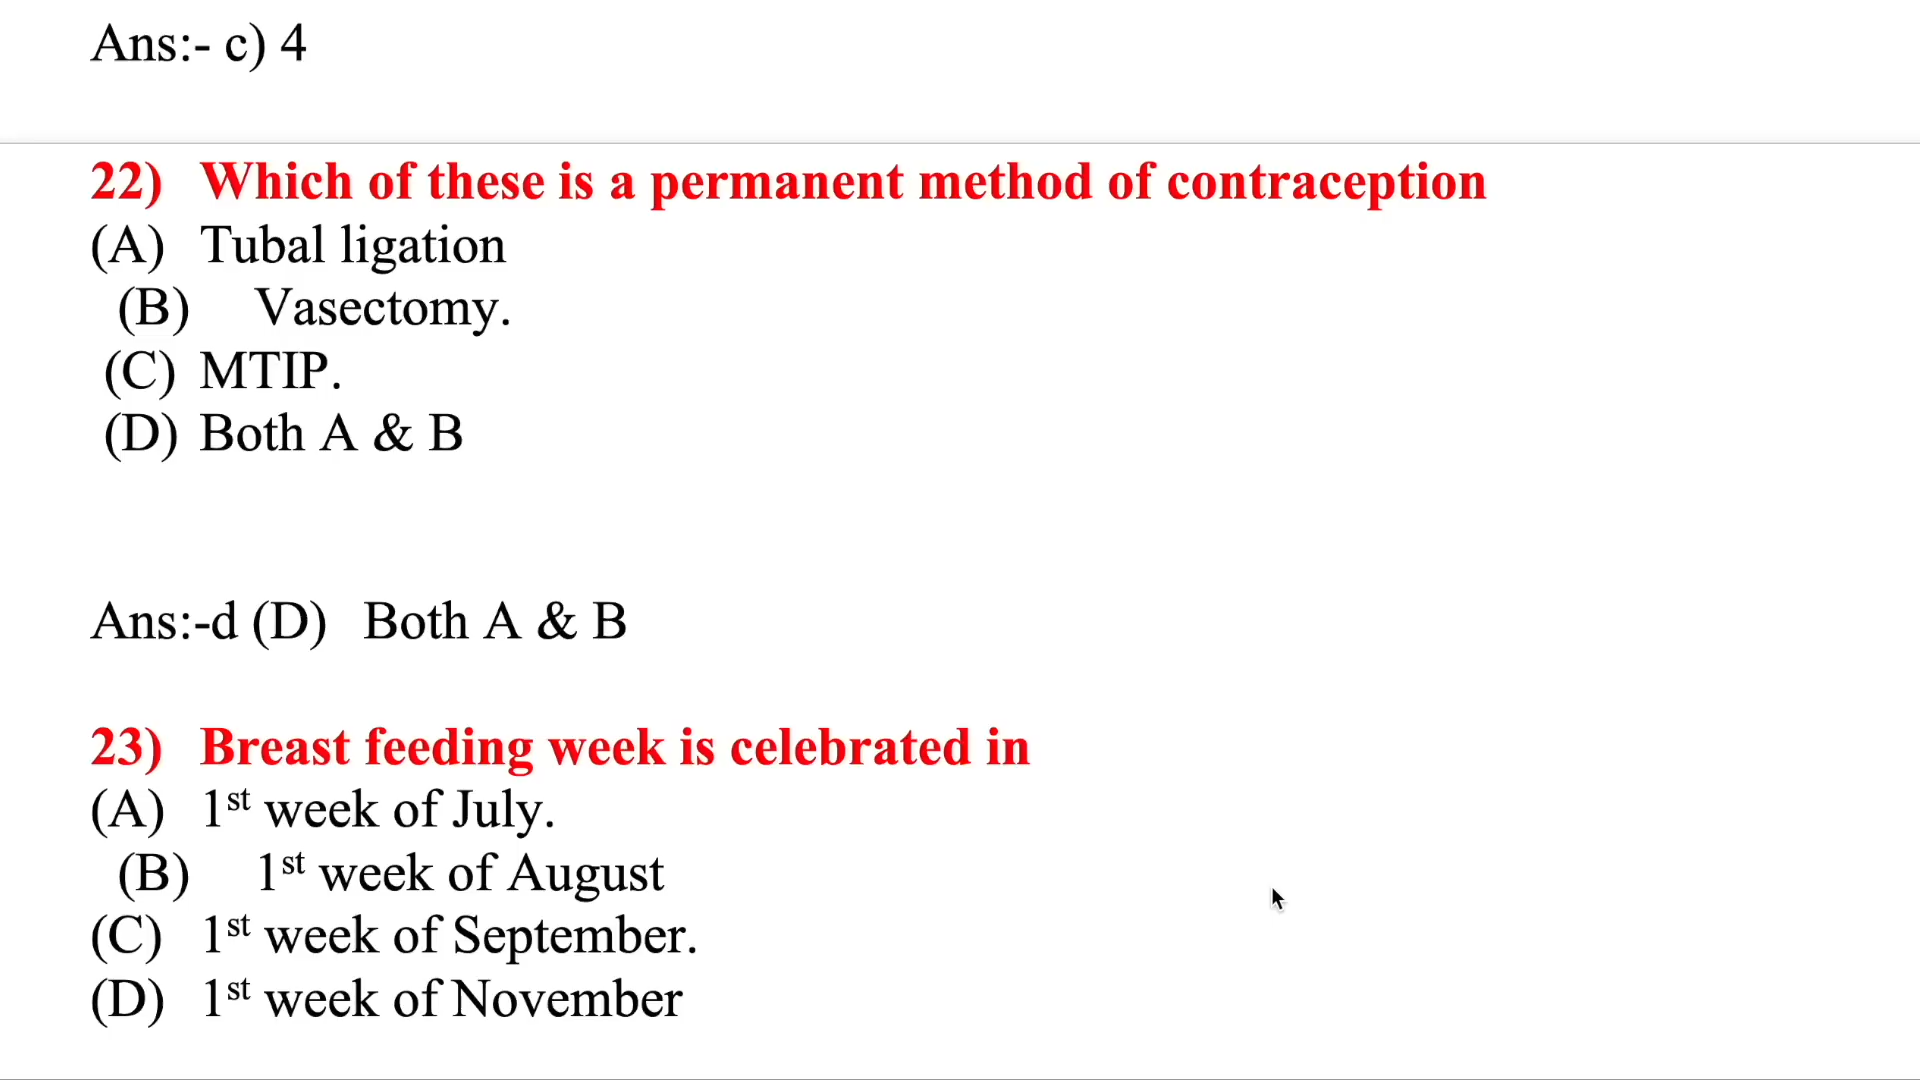 Ans:- c) 4
22) Which of these is a permanent method of contraception
(A) Tubal ligation
(B) Vasectomy.
(C) MTIP.
(D) Both A & B
Ans:-d (D) Both A & B
23) Breast feeding week is celebrated in
(A) 1st week of July.
(B) 1st week of August
(C) 1st week of September.
(D) 1st week of November